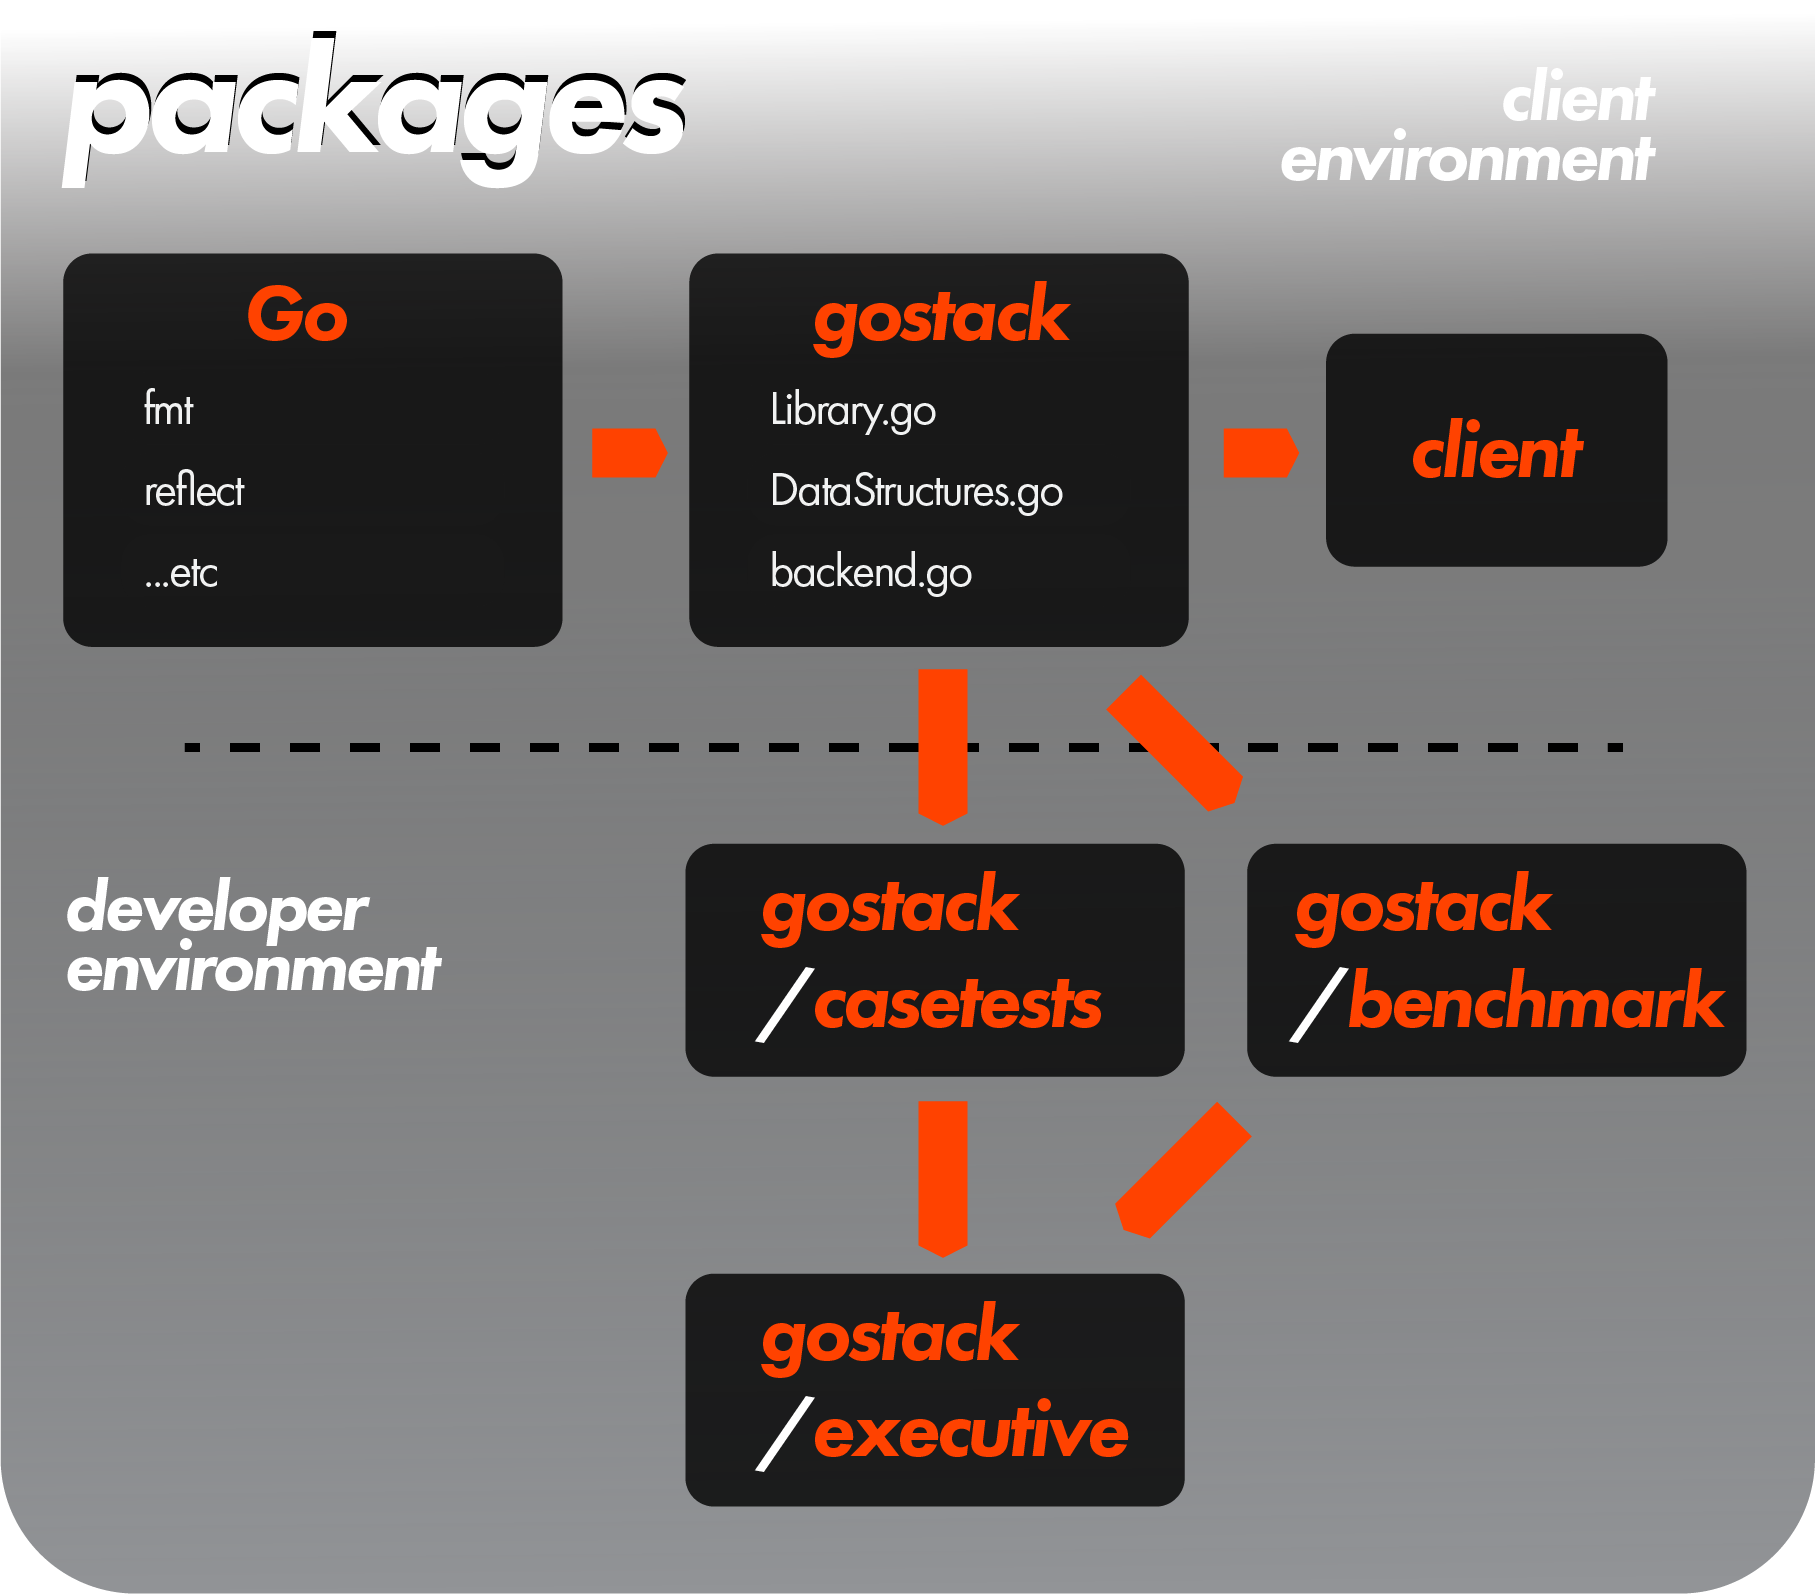 packages
client
environment
Go
fmt
reflect
...etc
gostack
Library.go
DataStructures.go
backend.go
client
developer
environment
gostack
/casetests
gostack
/benchmark
gostack
/executive